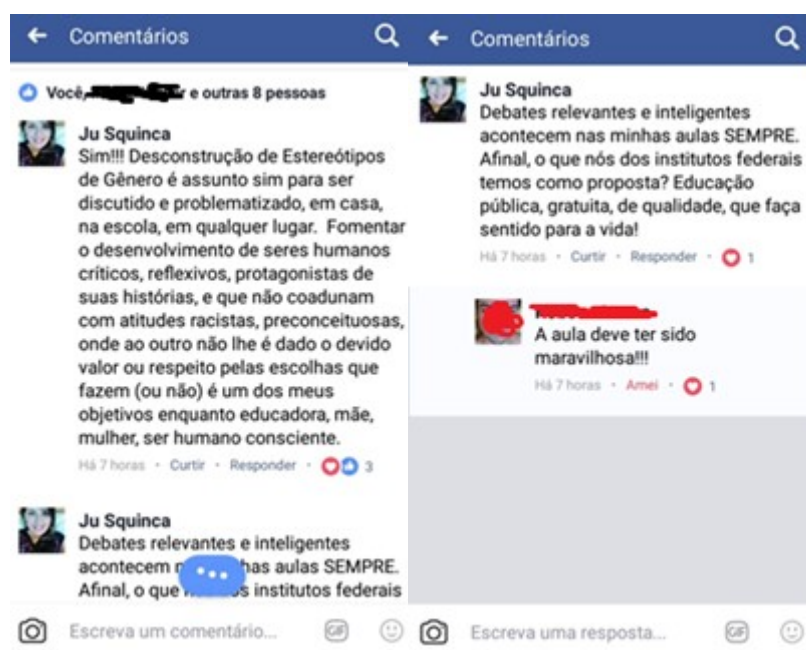 Comentários
Você, e outras 8 pessoas
Ju Squinca
Sim!!! Desconstrução de Estereótipos
de Gênero é assunto sim para ser
discutido e problematizado, em casa,
na escola, em qualquer lugar. Fomentar
o desenvolvimento de seres humanos
críticos, reflexivos, protagonistas de
suas histórias, e que não coadunam
com atitudes racistas, preconceituosas,
onde ao outro não lhe é dado o devido
valor ou respeito pelas escolhas que
fazem (ou não) é um dos meus
objetivos enquanto educadora, mãe,
mulher, ser humano consciente.
Há 7 horas · Curtir · Responder · 3
Ju Squinca
Debates relevantes e inteligentes
acontecem has aulas SEMPRE.
Afinal, o que s institutos federais
Escreva um comentário...
GIF
Comentários
Ju Squinca
Debates relevantes e inteligentes
acontecem nas minhas aulas SEMPRE.
Afinal, o que nós dos institutos federais
temos como proposta? Educação
pública, gratuita, de qualidade, que faça
sentido para a vida!
Há 7 horas · Curtir · Responder · 1
A aula deve ter sido
maravilhosa!!!
Há 7 horas · Amei · 1
Escreva uma resposta...
GIF